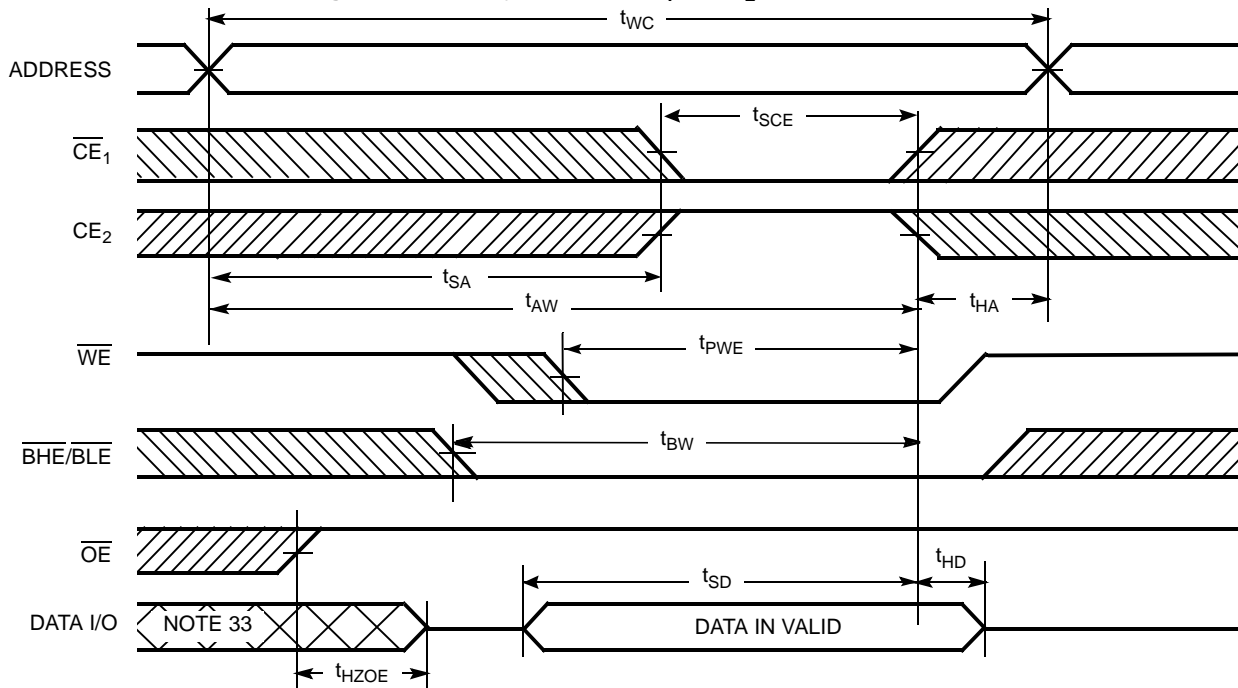 tWC
ADDRESS
tSCE
CE1
CE2
tSA
tAW
tHA
WE
tPWE
BHE/BLE
tBW
OE
tHD
tSD
DATA I/O
NOTE 33
DATA IN VALID
tHZOE